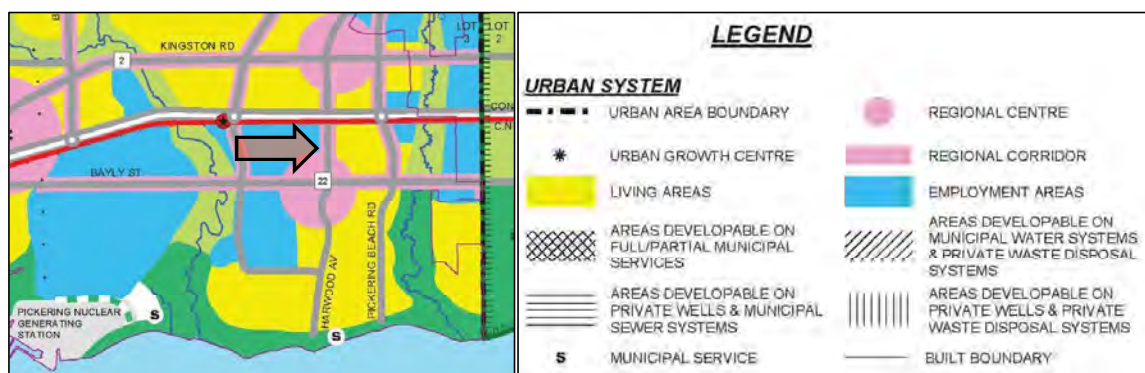 LOT LOT
3 2
KINGSTON RD
2
CON
C.N
BAYLY ST
22
HARWOOD AV
PICKERING BEACH RD
PICKERING NUCLEAR
GENERATING
STATION
S
S
LEGEND
URBAN SYSTEM
URBAN AREA BOUNDARY
REGIONAL CENTRE
URBAN GROWTH CENTRE
REGIONAL CORRIDOR
LIVING AREAS
EMPLOYMENT AREAS
AREAS DEVELOPABLE ON
FULL/PARTIAL MUNICIPAL
SERVICES
AREAS DEVELOPABLE ON
MUNICIPAL WATER SYSTEMS
& PRIVATE WASTE DISPOSAL
SYSTEMS
AREAS DEVELOPABLE ON
PRIVATE WELLS & MUNICIPAL
SEWER SYSTEMS
AREAS DEVELOPABLE ON
PRIVATE WELLS & PRIVATE
WASTE DISPOSAL SYSTEMS
S MUNICIPAL SERVICE
BUILT BOUNDARY